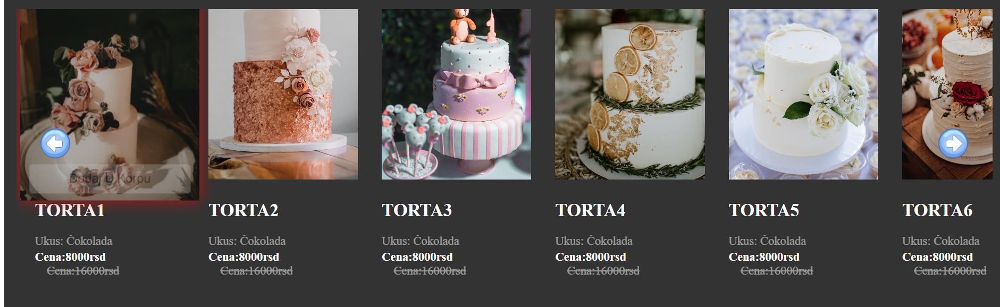 Dodaj U Korpu
TORTA1
Ukus: Čokolada
Cena:8000rsd
Cena:16000rsd
TORTA2
Ukus: Čokolada
Cena:8000rsd
Cena:16000rsd
TORTA3
Ukus: Čokolada
Cena:8000rsd
Cena:16000rsd
TORTA4
Ukus: Čokolada
Cena:8000rsd
Cena:16000rsd
TORTA5
Ukus: Čokolada
Cena:8000rsd
Cena:16000rsd
TORTA6
Ukus: Čokolada
Cena:8000rsd
Cena:16000rsd